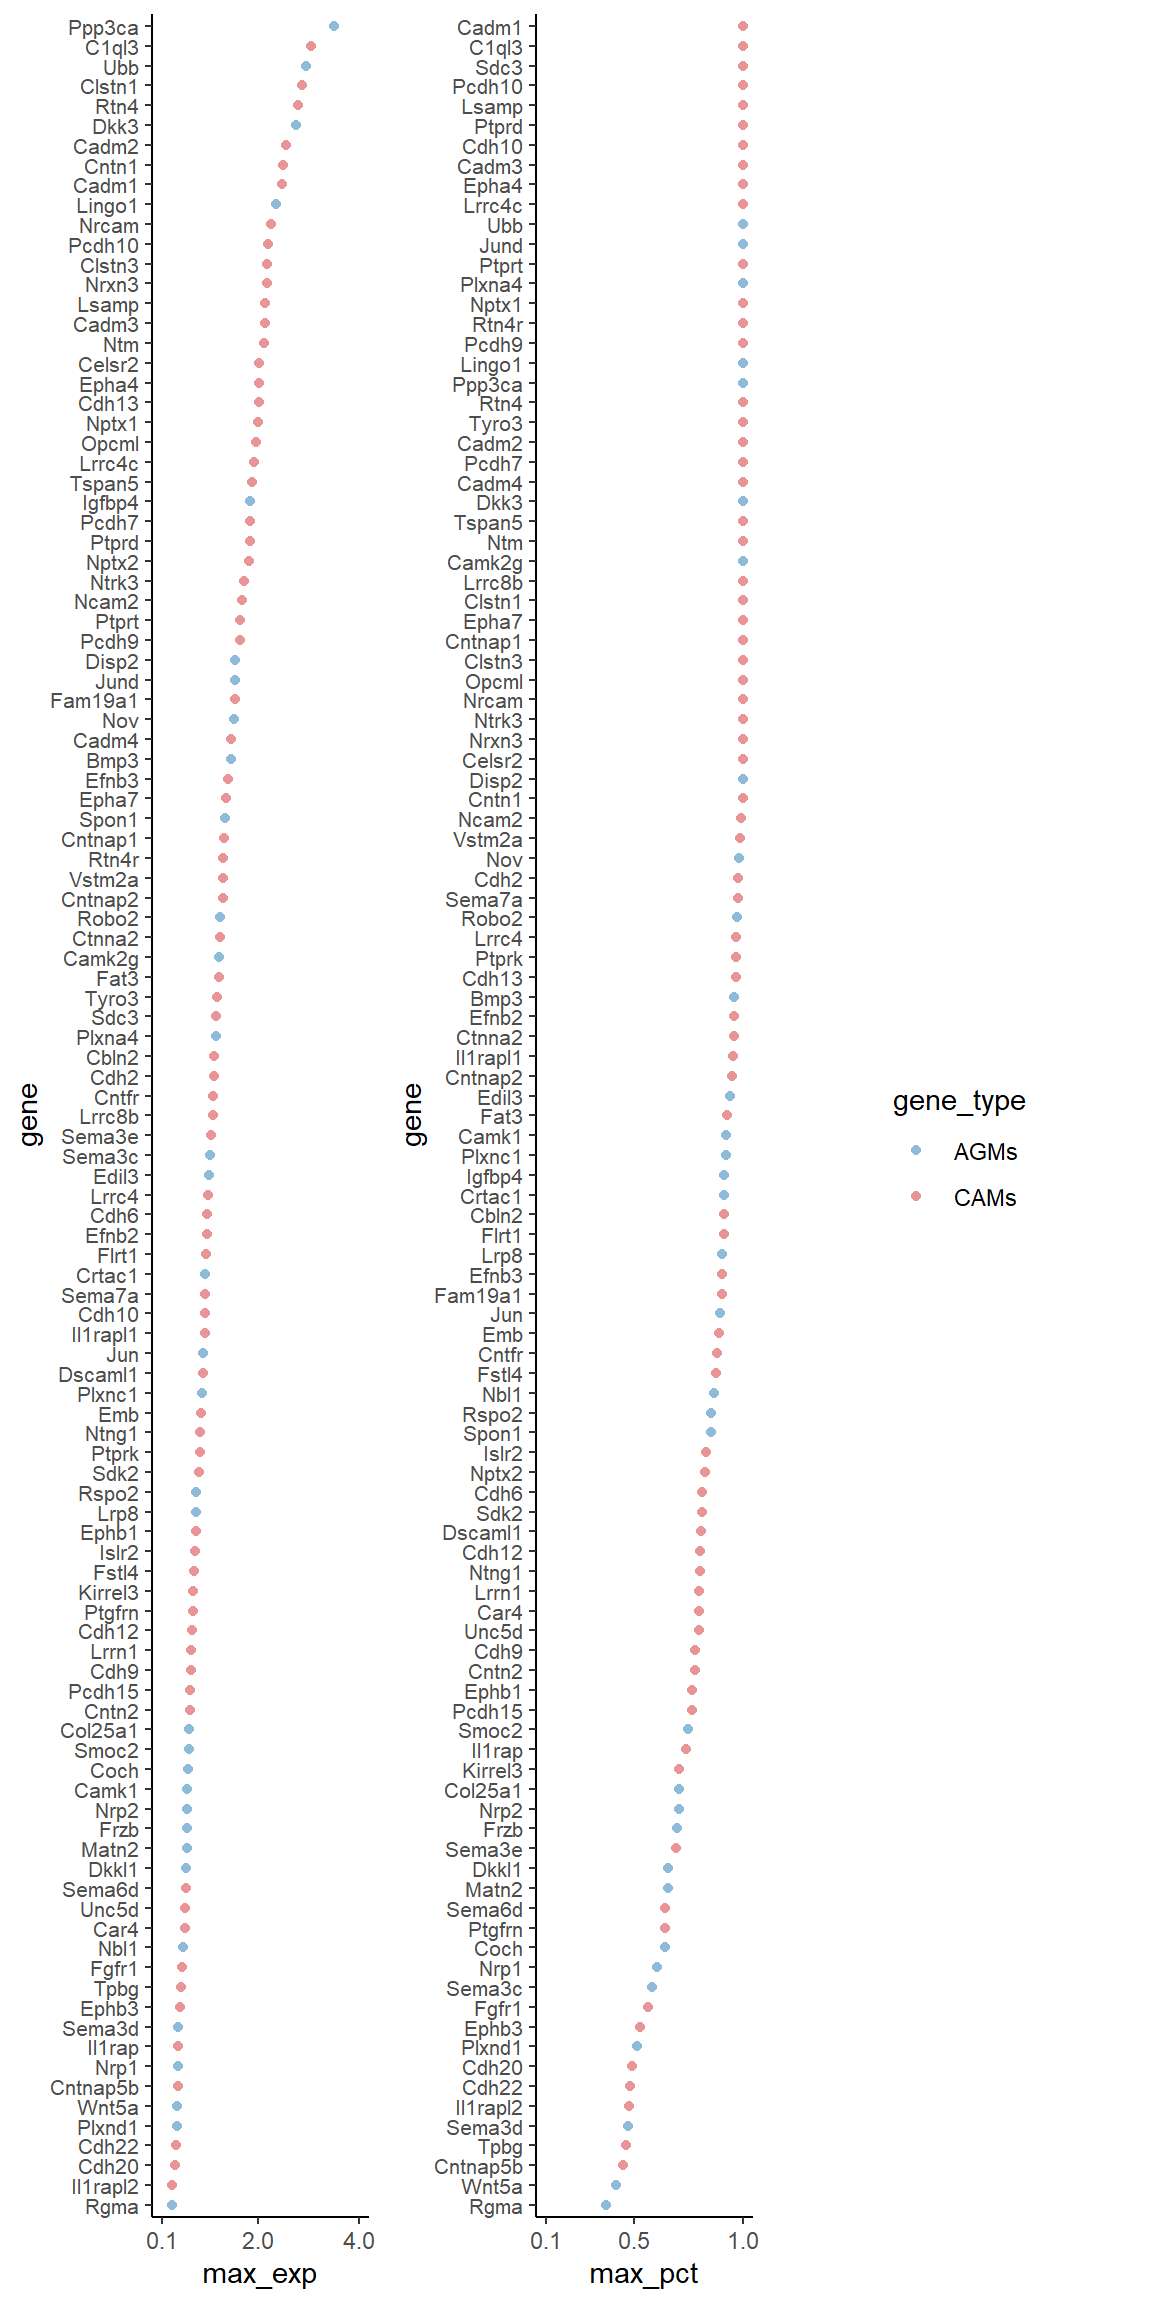 Ppp3ca
C1ql3
Ubb
Clstn1
Rtn4
Dkk3
Cadm2
Cntn1
Cadm1
Lingo1
Nrcam
Pcdh10
Clstn3
Nrxn3
Lsamp
Cadm3
Ntm
Celsr2
Epha4
Cdh13
Nptx1
Opcml
Lrrc4c
Tspan5
Igfbp4
Pcdh7
Ptprd
Nptx2
Ntrk3
Ncam2
Ptprt
Pcdh9
Disp2
Jund
Fam19a1
Nov
Cadm4
Bmp3
Efnb3
Epha7
Spon1
Cntnap1
Rtn4r
Vstm2a
Cntnap2
Robo2
Ctnna2
Camk2g
Fat3
Tyro3
Sdc3
Plxna4
Cbln2
Cdh2
Cntfr
Lrrc8b
Sema3e
Sema3c
Edil3
Lrrc4
Cdh6
Efnb2
Flrt1
Crtac1
Sema7a
Cdh10
Il1rapl1
Jun
Dscaml1
Plxnc1
Emb
Ntng1
Ptprk
Sdk2
Rspo2
Lrp8
Ephb1
Islr2
Fstl4
Kirrel3
Ptgfrn
Cdh12
Lrrn1
Cdh9
Pcdh15
Cntn2
Col25a1
Smoc2
Coch
Camk1
Nrp2
Frzb
Matn2
Dkkl1
Sema6d
Unc5d
Car4
Nbl1
Fgfr1
Tpbg
Ephb3
Sema3d
Il1rap
Nrp1
Cntnap5b
Wnt5a
Plxnd1
Cdh22
Cdh20
Il1rapl2
Rgma
gene
0.1 2.0 4.0
max_exp
Cadm1
C1ql3
Sdc3
Pcdh10
Lsamp
Ptprd
Cdh10
Cadm3
Epha4
Lrrc4c
Ubb
Jund
Ptprt
Plxna4
Nptx1
Rtn4r
Pcdh9
Lingo1
Ppp3ca
Rtn4
Tyro3
Cadm2
Pcdh7
Cadm4
Dkk3
Tspan5
Ntm
Camk2g
Lrrc8b
Clstn1
Epha7
Cntnap1
Clstn3
Opcml
Nrcam
Ntrk3
Nrxn3
Celsr2
Disp2
Cntn1
Ncam2
Vstm2a
Nov
Cdh2
Sema7a
Robo2
Lrrc4
Ptprk
Cdh13
Bmp3
Efnb2
Ctnna2
Il1rapl1
Cntnap2
Edil3
Fat3
Camk1
Plxnc1
Igfbp4
Crtac1
Cbln2
Flrt1
Lrp8
Efnb3
Fam19a1
Jun
Emb
Cntfr
Fstl4
Nbl1
Rspo2
Spon1
Islr2
Nptx2
Cdh6
Sdk2
Dscaml1
Cdh12
Ntng1
Lrrn1
Car4
Unc5d
Cdh9
Cntn2
Ephb1
Pcdh15
Smoc2
Il1rap
Kirrel3
Col25a1
Nrp2
Frzb
Sema3e
Dkkl1
Matn2
Sema6d
Ptgfrn
Coch
Nrp1
Sema3c
Fgfr1
Ephb3
Plxnd1
Cdh20
Cdh22
Il1rapl2
Sema3d
Tpbg
Cntnap5b
Wnt5a
Rgma
gene
0.1 0.5 1.0
max_pct
gene_type
AGMs
CAMs